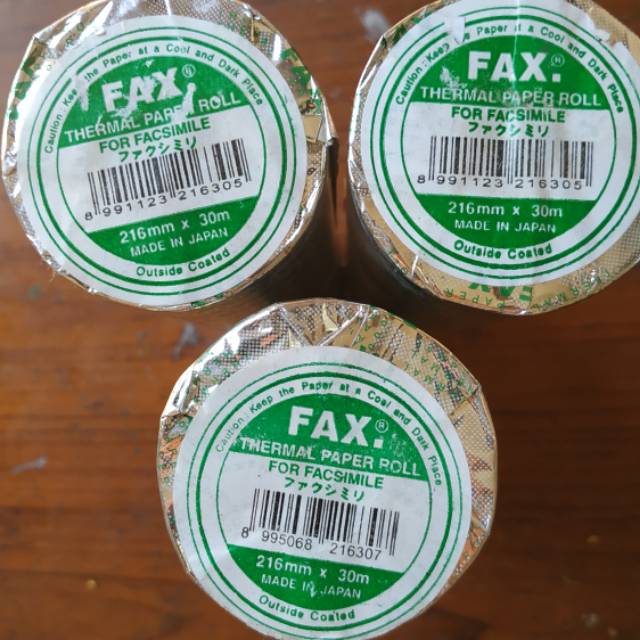 Caution : Keep the Paper at a Cool and Dark Place
FAX.
THERMAL PAPER ROLL
FOR FACSIMILE
ファクシミリ
8 991123 216305
216mm x 30m
MADE IN JAPAN
Outside Coated
Caution : Keep the Paper at a Cool and Dark Place
FAX.®
THERMAL PAPER ROLL
FOR FACSIMILE
ファクシミリ
8 991123 216305
216mm x 30m
MADE IN JAPAN
Outside Coated
Caution : Keep the Paper at a Cool and Dark Place
FAX.®
THERMAL PAPER ROLL
FOR FACSIMILE
ファクシミリ
8 995068 216307
216mm x 30m
MADE IN JAPAN
Outside Coated